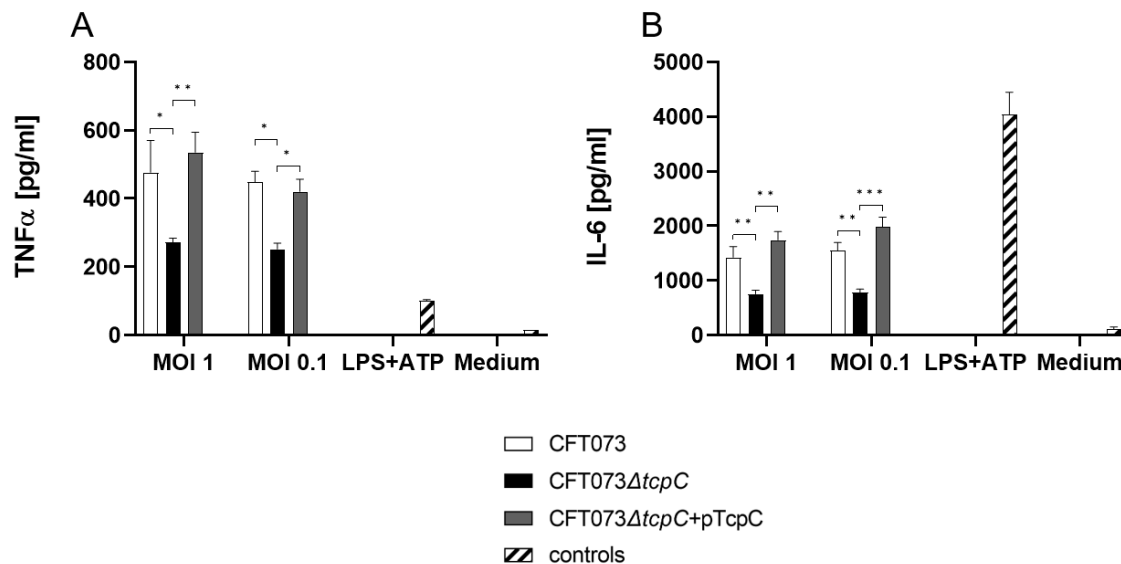 A
TNFα [pg/ml]
800
600
400
200
0
* **
* *
MOI 1 MOI 0.1 LPS+ATP Medium
B
IL-6 [pg/ml]
5000
4000
3000
2000
1000
0
** **
** ***
MOI 1 MOI 0.1 LPS+ATP Medium
CFT073
CFT073ΔtcpC
CFT073ΔtcpC+pTcpC
controls